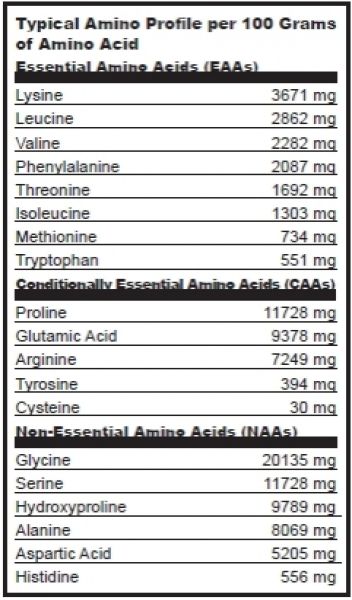 Typical Amino Profile per 100 Grams
of Amino Acid
Essential Amino Acids (EAAs)
Lysine 3671 mg
Leucine 2862 mg
Valine 2282 mg
Phenylalanine 2087 mg
Threonine 1692 mg
Isoleucine 1303 mg
Methionine 734 mg
Tryptophan 551 mg
Conditionally Essential Amino Acids (CAAs)
Proline 11728 mg
Glutamic Acid 9378 mg
Arginine 7249 mg
Tyrosine 394 mg
Cysteine 30 mg
Non-Essential Amino Acids (NAAs)
Glycine 20135 mg
Serine 11728 mg
Hydroxyproline 9789 mg
Alanine 8069 mg
Aspartic Acid 5205 mg
Histidine 556 mg